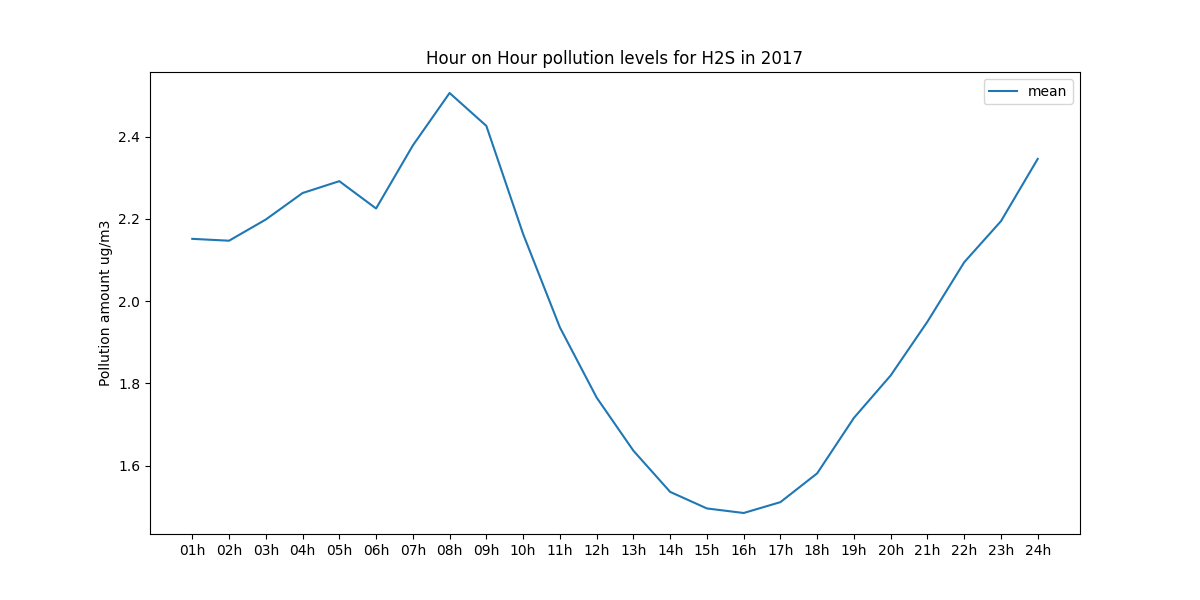 Hour on Hour pollution levels for H2S in 2017
mean
Pollution amount ug/m3
2.4
2.2
2.0
1.8
1.6
01h 02h 03h 04h 05h 06h 07h 08h 09h 10h 11h 12h 13h 14h 15h 16h 17h 18h 19h 20h 21h 22h 23h 24h